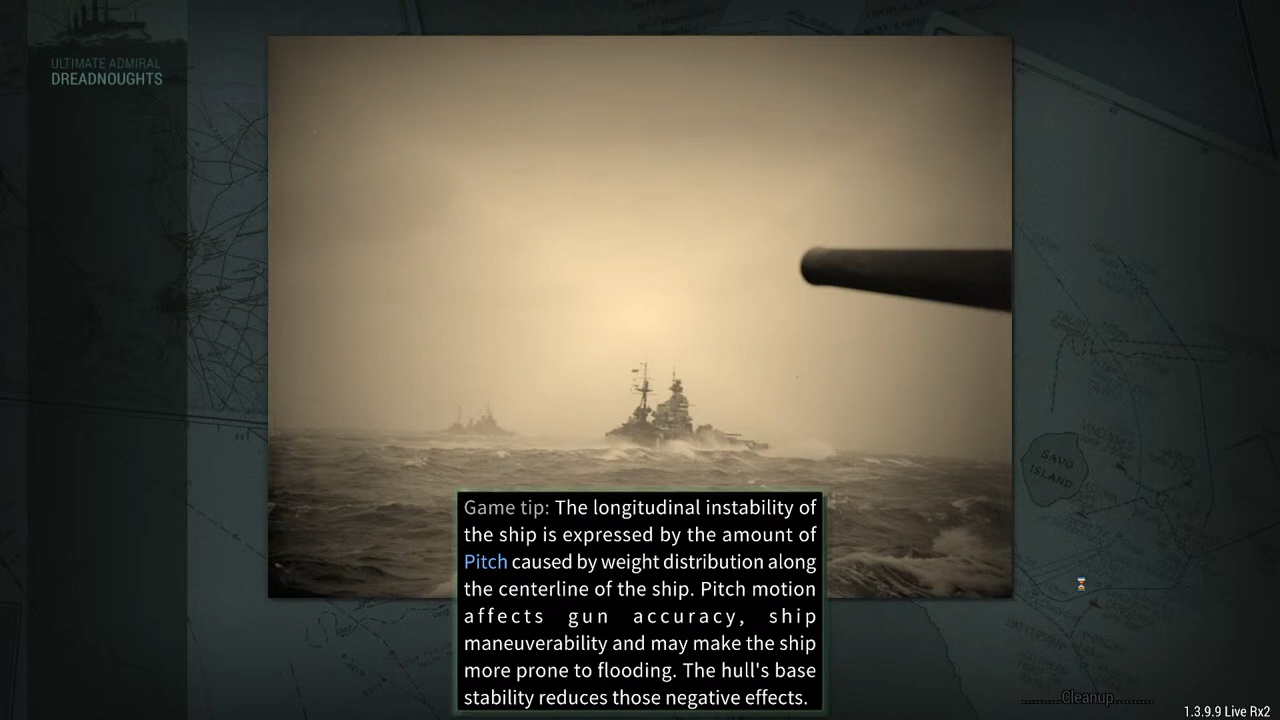 ULTIMATE ADMIRAL
DREADNOUGHTS
SAVO
ISLAND
Game tip: The longitudinal instability of
the ship is expressed by the amount of
Pitch caused by weight distribution along
the centerline of the ship. Pitch motion
affects gun accuracy, ship
maneuverability and may make the ship
more prone to flooding. The hull's base
stability reduces those negative effects.
..........Cleanup..........
1.3.9.9 Live Rx2